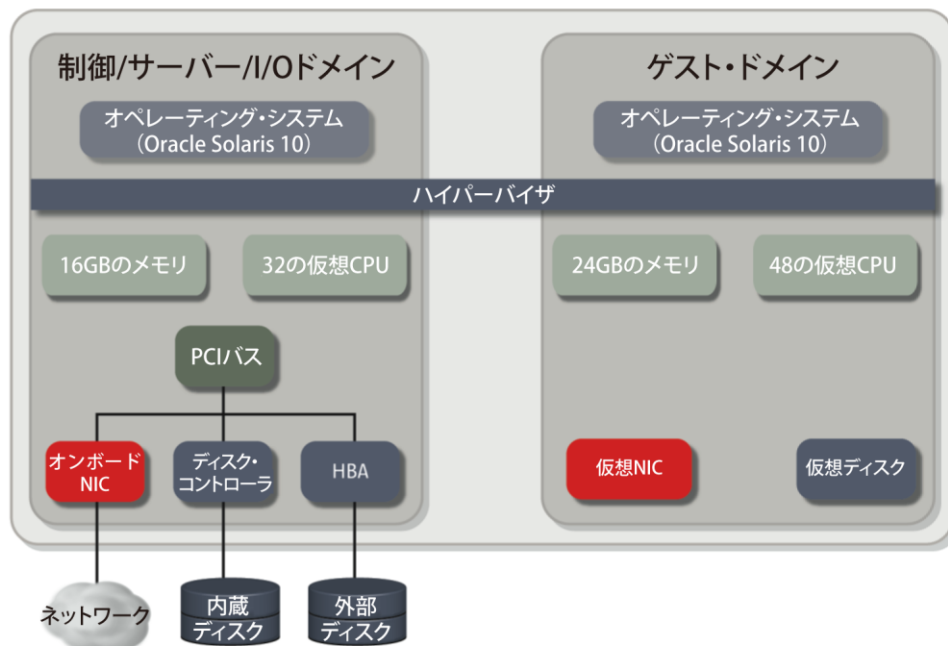 制御/サーバー/I/Oドメイン
オペレーティング・システム
（Oracle Solaris 10）
ゲスト・ドメイン
オペレーティング・システム
（Oracle Solaris 10）
ハイパーバイザ
16GBのメモリ
32の仮想CPU
24GBのメモリ
48の仮想CPU
PCIバス
オンボード
NIC
ディスク・
コントローラ
HBA
仮想NIC
仮想ディスク
ネットワーク
内蔵
ディスク
外部
ディスク